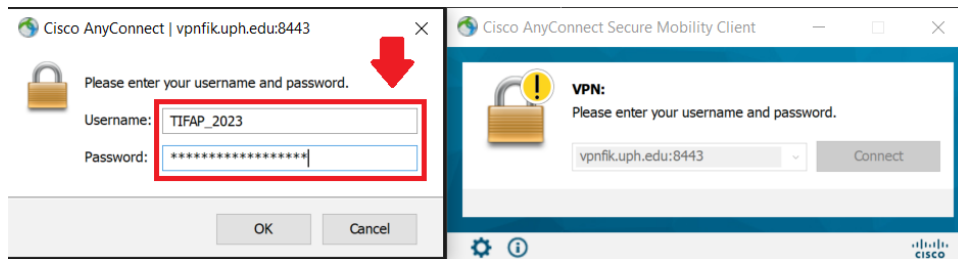 Cisco AnyConnect | vpnfik.uph.edu:8443
Please enter your username and password.
Username: TIFAP_2023
Password: ******************
OK Cancel
Cisco AnyConnect Secure Mobility Client
VPN:
Please enter your username and password.
vpnfik.uph.edu:8443 Connect
cisco